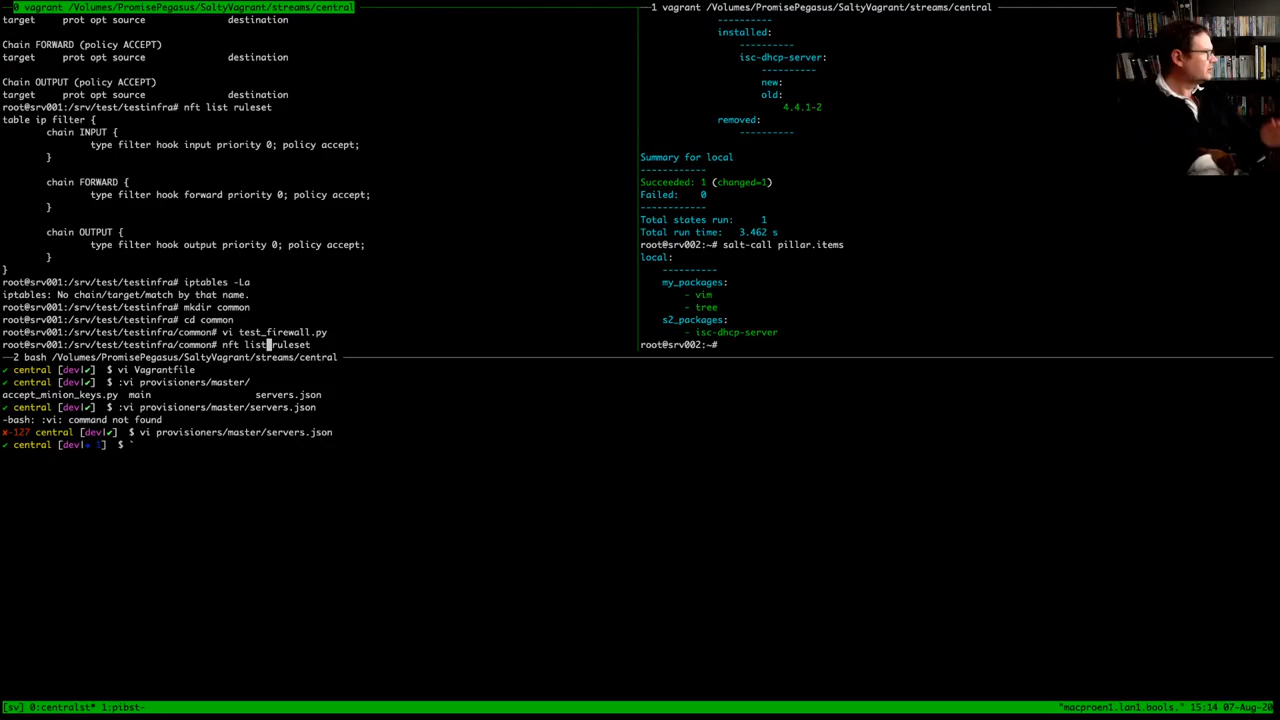 0 vagrant /Volumes/PromisePegasus/SaltyVagrant/streams/central
target     prot opt source               destination
Chain FORWARD (policy ACCEPT)
target     prot opt source               destination
Chain OUTPUT (policy ACCEPT)
target     prot opt source               destination
root@srv001:/srv/test/testinfra# nft list ruleset
table ip filter {
chain INPUT {
type filter hook input priority 0; policy accept;
}
chain FORWARD {
type filter hook forward priority 0; policy accept;
}
chain OUTPUT {
type filter hook output priority 0; policy accept;
}
}
root@srv001:/srv/test/testinfra# iptables -La
iptables: No chain/target/match by that name.
root@srv001:/srv/test/testinfra# mkdir common
root@srv001:/srv/test/testinfra# cd common
root@srv001:/srv/test/testinfra/common# vi test_firewall.py
root@srv001:/srv/test/testinfra/common# nft list ruleset
1 vagrant /Volumes/PromisePegasus/SaltyVagrant/streams/central
----------
installed:
----------
isc-dhcp-server:
----------
new:
old:
4.4.1-2
removed:
----------
Summary for local
------------
Succeeded: 1 (changed=1)
Failed:    0
------------
Total states run:     1
Total run time:   3.462 s
root@srv002:~# salt-call pillar.items
local:
----------
my_packages:
- vim
- tree
s2_packages:
- isc-dhcp-server
root@srv002:~#
2 bash /Volumes/PromisePegasus/SaltyVagrant/streams/central
✔ central [dev|✔]  $ vi Vagrantfile
✔ central [dev|✔]  $ :vi provisioners/master/
accept_minion_keys.py  main                   servers.json
✔ central [dev|✔]  $ :vi provisioners/master/servers.json
-bash: :vi: command not found
✘-127 central [dev|✔]  $ vi provisioners/master/servers.json
✔ central [dev|+ 1]  $ `
[sv] 0:centralst* 1:pibst-
"macproen1.lan1.bools." 15:14 07-Aug-20